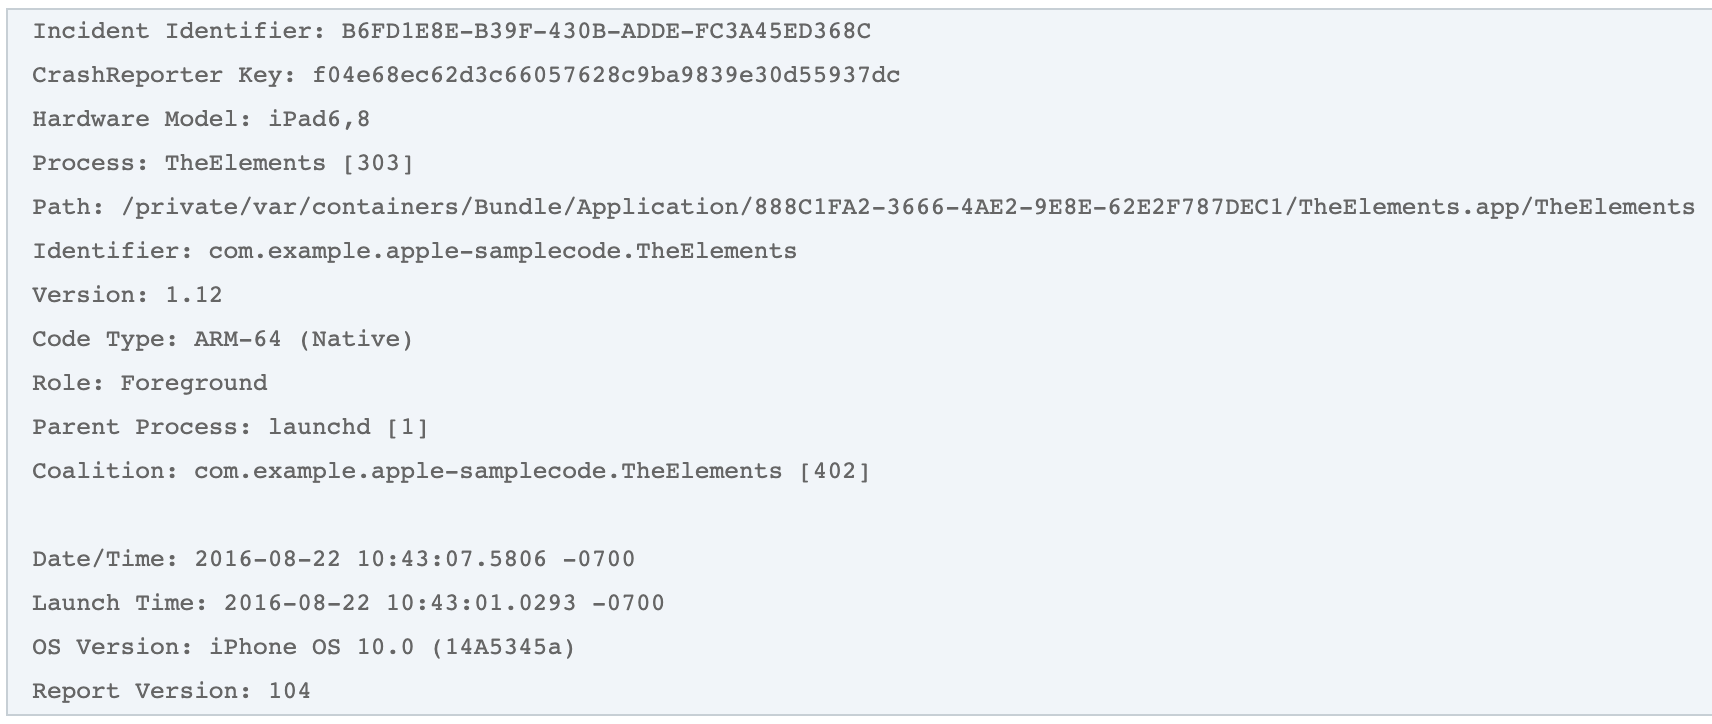 Incident Identifier: B6FD1E8E-B39F-430B-ADDE-FC3A45ED368C
CrashReporter Key: f04e68ec62d3c66057628c9ba9839e30d55937dc
Hardware Model: iPad6,8
Process: TheElements [303]
Path: /private/var/containers/Bundle/Application/888C1FA2-3666-4AE2-9E8E-62E2F787DEC1/TheElements.app/TheElements
Identifier: com.example.apple-samplecode.TheElements
Version: 1.12
Code Type: ARM-64 (Native)
Role: Foreground
Parent Process: launchd [1]
Coalition: com.example.apple-samplecode.TheElements [402]
Date/Time: 2016-08-22 10:43:07.5806 -0700
Launch Time: 2016-08-22 10:43:01.0293 -0700
OS Version: iPhone OS 10.0 (14A5345a)
Report Version: 104